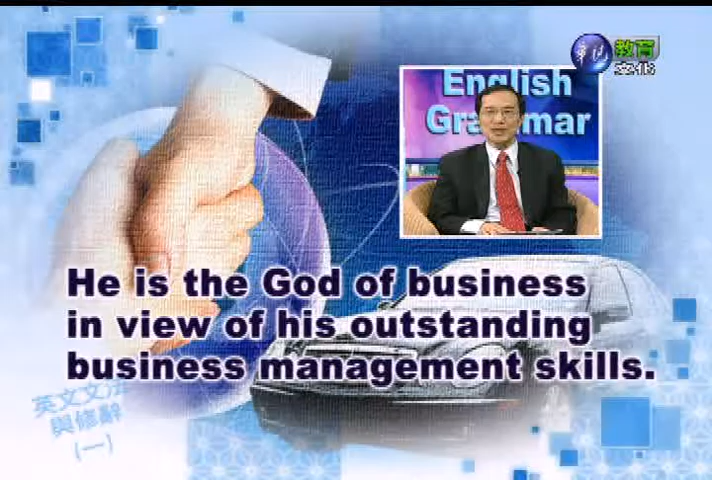 華視
教育
文化
English
Grammar
He is the God of business
in view of his outstanding
business management skills.
英文文法
與修辭
(一)